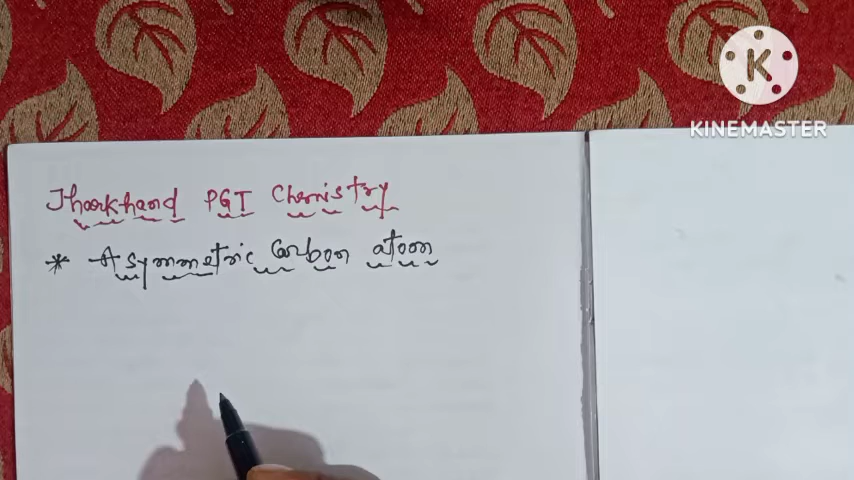 K
KINEMASTER
Jharkhand PGT Chemistry
* Asymmetric Carbon atom